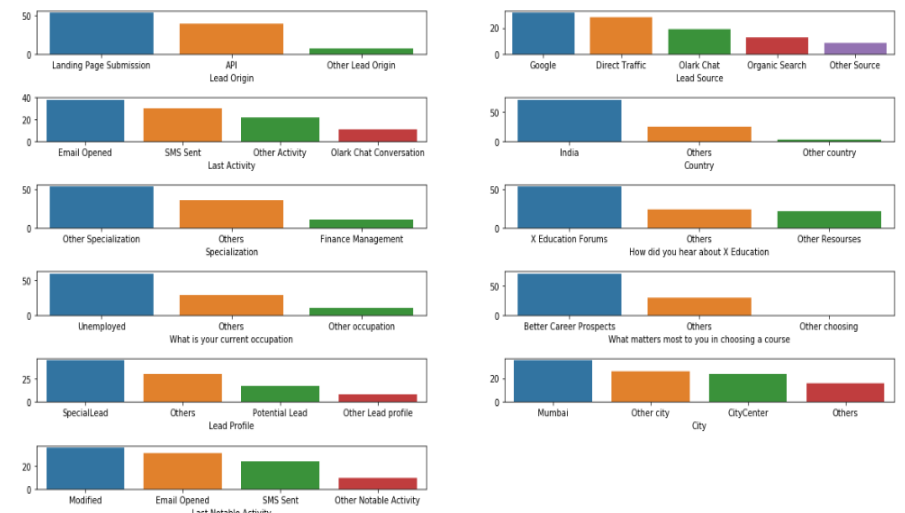 50
0
Landing Page Submission API Other Lead Origin
Lead Origin
20
0
Google Direct Traffic Olark Chat Organic Search Other Source
Lead Source
40
20
0
Email Opened SMS Sent Other Activity Olark Chat Conversation
Last Activity
50
0
India Others Other country
Country
50
0
Other Specialization Others Finance Management
Specialization
50
0
X Education Forums Others Other Resourses
How did you hear about X Education
50
0
Unemployed Others Other occupation
What is your current occupation
50
0
Better Career Prospects Others Other choosing
What matters most to you in choosing a course
25
0
SpecialLead Others Potential Lead Other Lead profile
Lead Profile
20
0
Mumbai Other city CityCenter Others
City
20
0
Modified Email Opened SMS Sent Other Notable Activity
Last Notable Activity